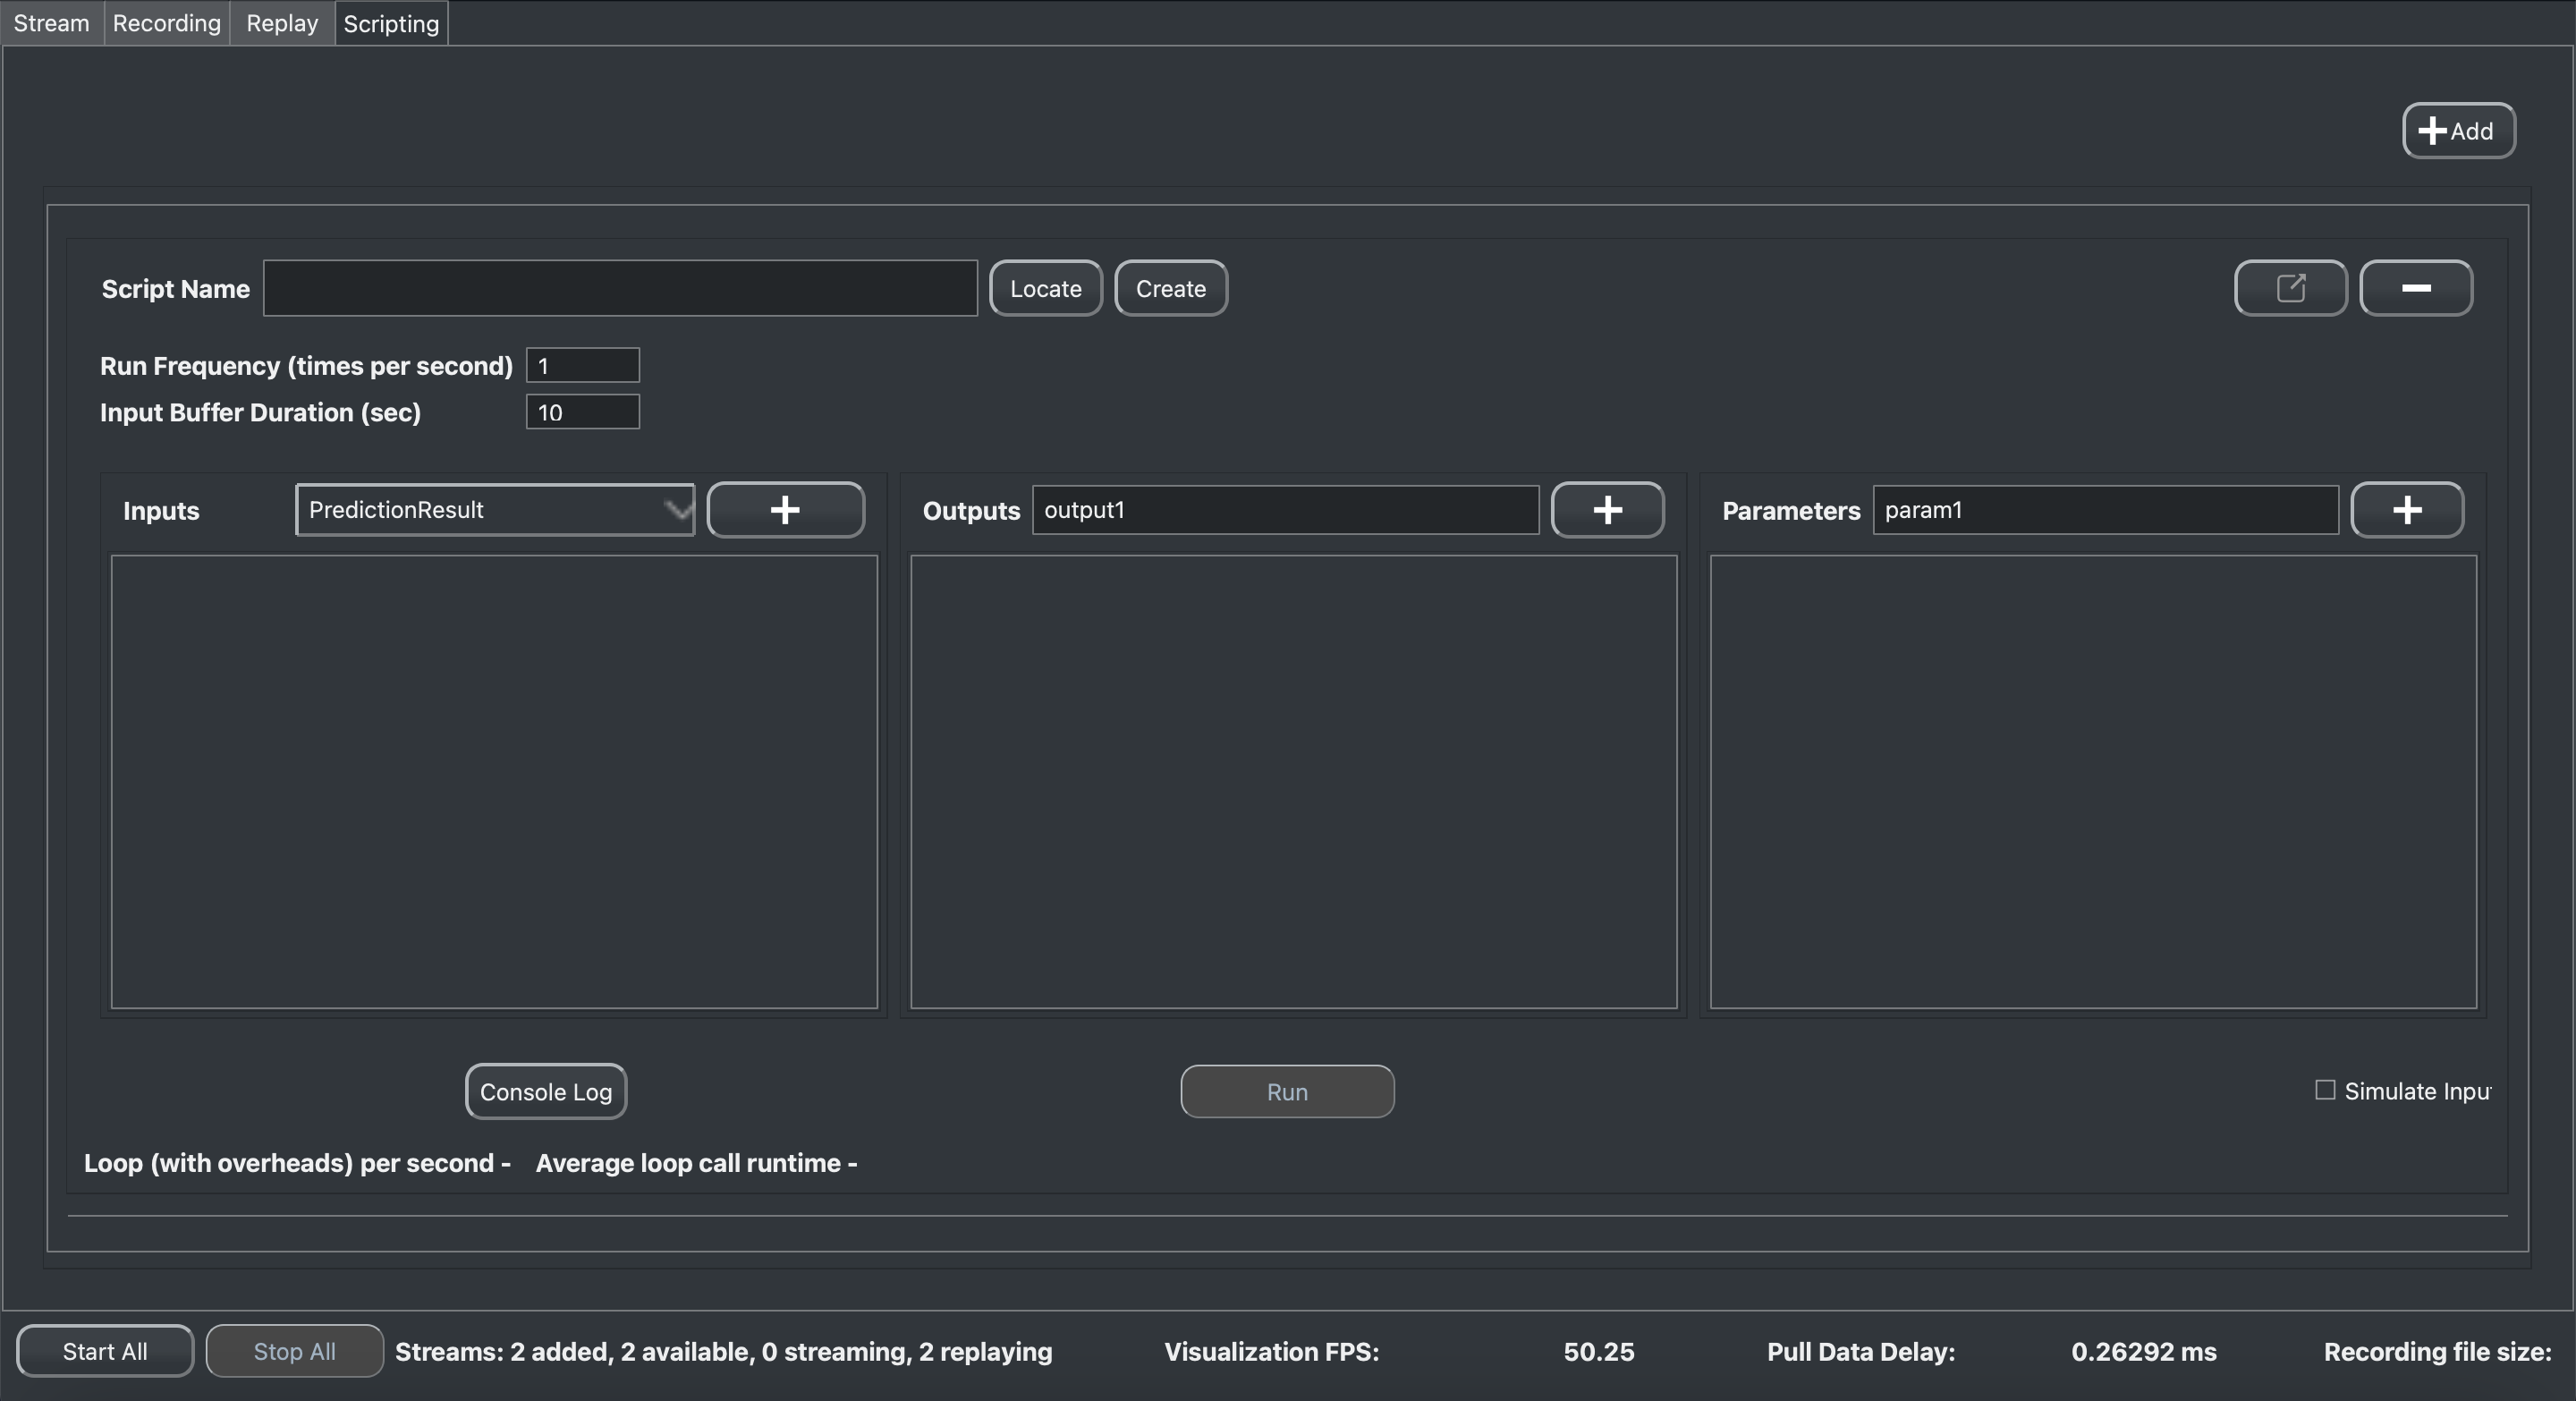 Stream Recording Replay Scripting
Add
Script Name Locate Create
Run Frequency (times per second) 1
Input Buffer Duration (sec) 10
Inputs PredictionResult Outputs output1 Parameters param1
Console Log Run Simulate Inpu
Loop (with overheads) per second - Average loop call runtime -
Start All Stop All Streams: 2 added, 2 available, 0 streaming, 2 replaying Visualization FPS: 50.25 Pull Data Delay: 0.26292 ms Recording file size: